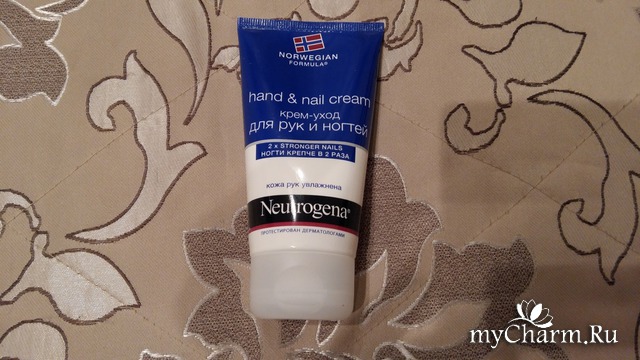 NORWEGIAN
FORMULA®
hand & nail cream
крем-уход
для рук и ногтей
2 x STRONGER NAILS
НОГТИ КРЕПЧЕ В 2 РАЗА
кожа рук увлажнена
Neutrogena®
ПРОТЕСТИРОВАН ДЕРМАТОЛОГАМИ
myCharm.Ru